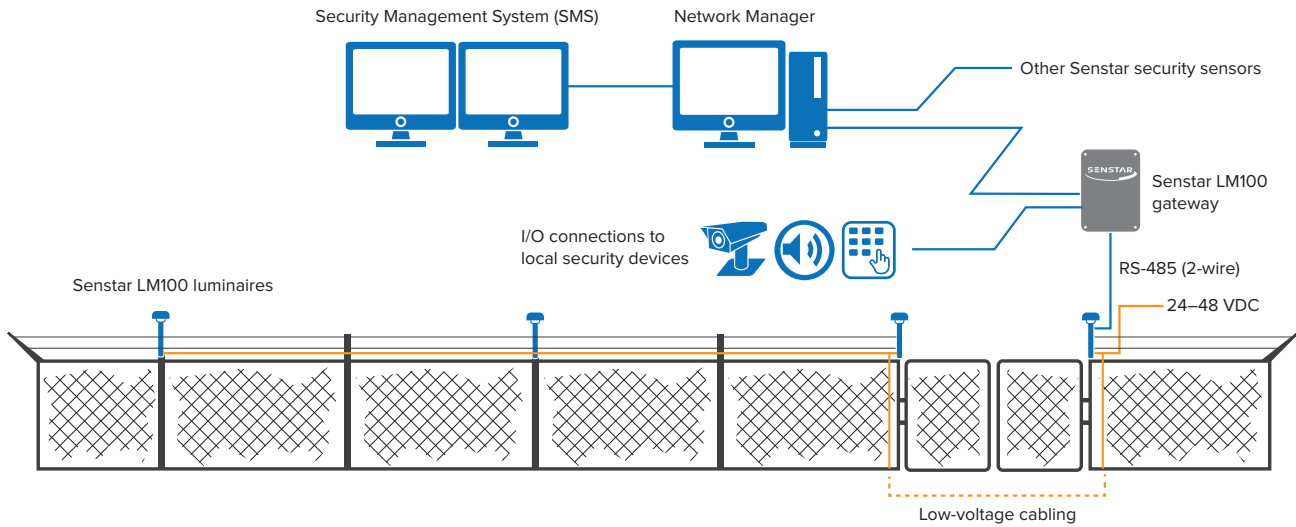 Security Management System (SMS)
Network Manager
Other Senstar security sensors
SENSTAR
Senstar LM100
gateway
I/O connections to
local security devices
RS-485 (2-wire)
Senstar LM100 luminaires
24–48 VDC
Low-voltage cabling